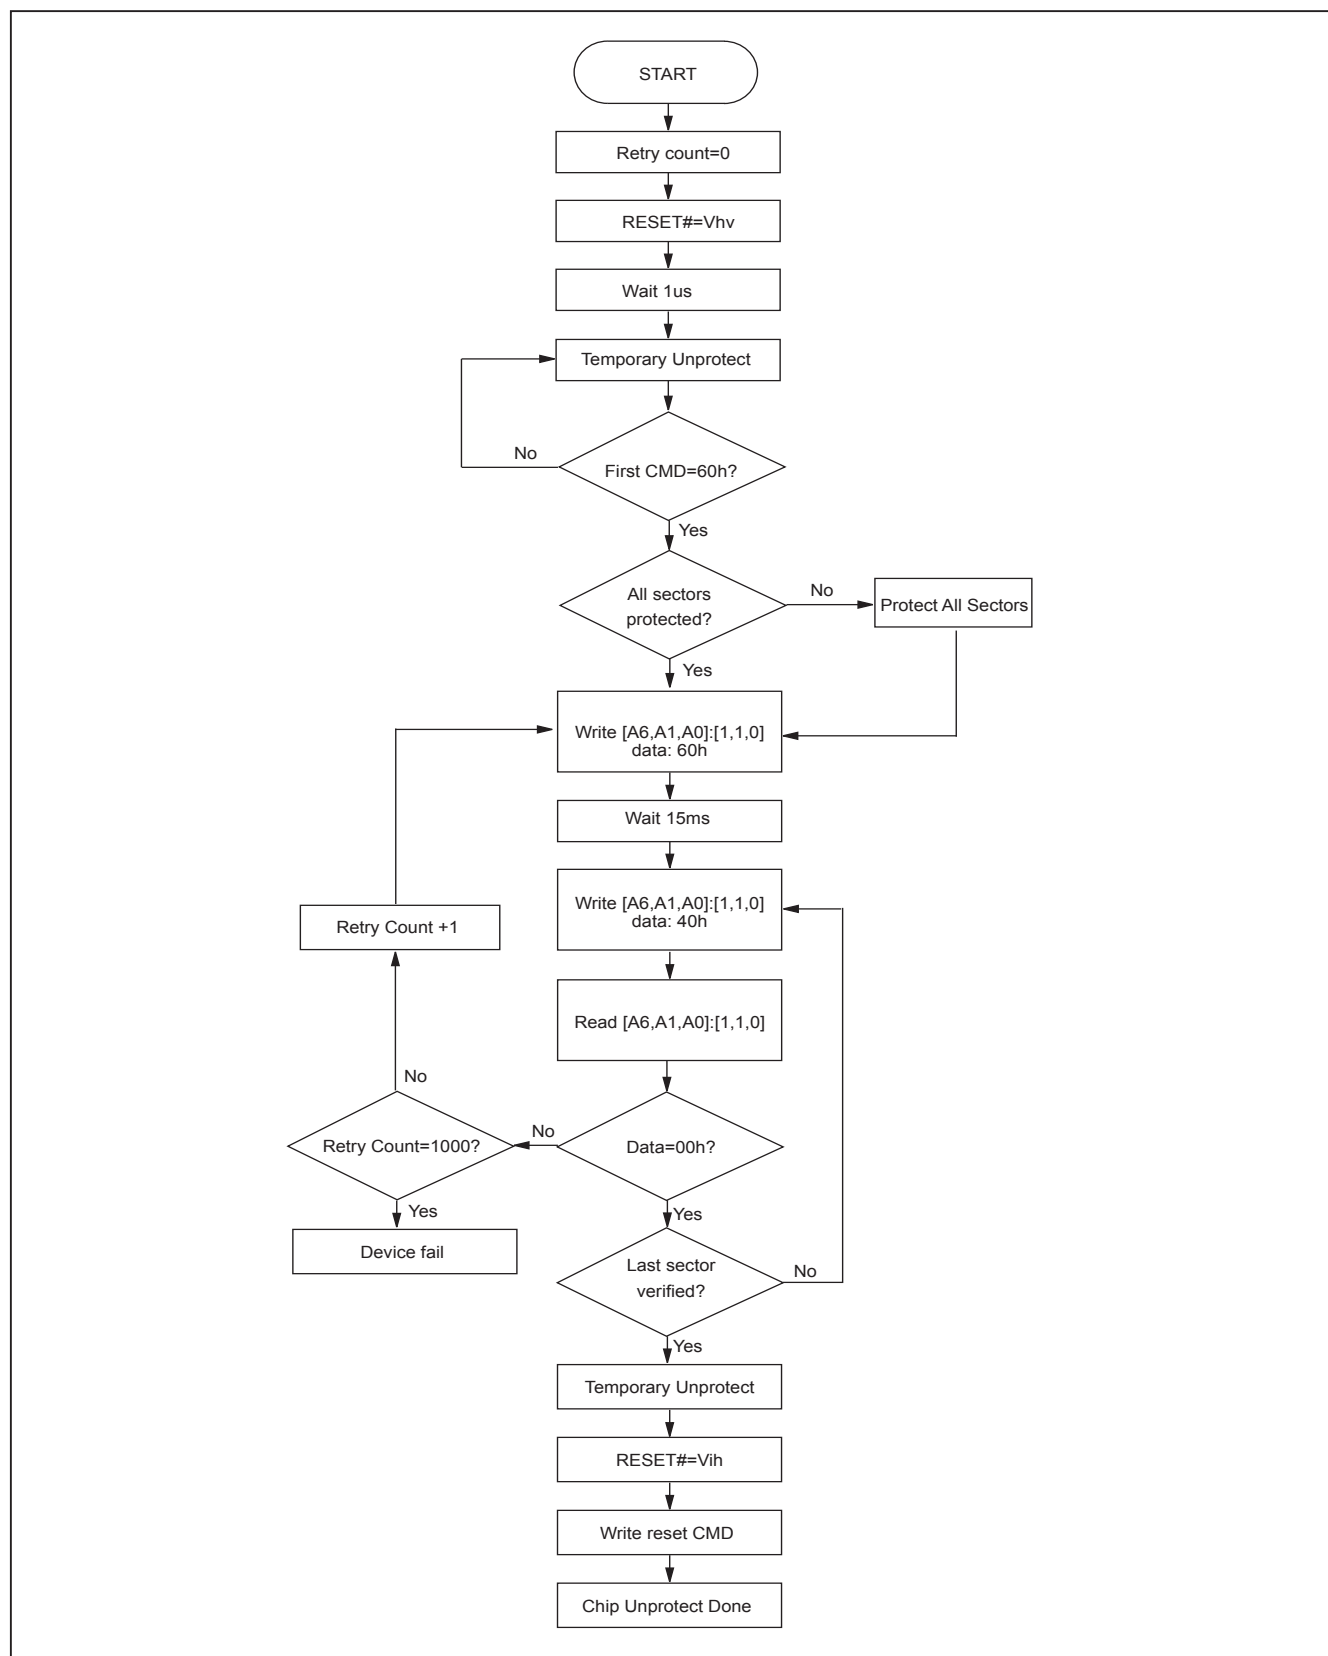 START
Retry count=0
RESET#=Vhv
Wait 1us
Temporary Unprotect
No
First CMD=60h?
Yes
All sectors
protected?
No
Protect All Sectors
Yes
Write [A6,A1,A0]:[1,1,0]
data: 60h
Wait 15ms
Write [A6,A1,A0]:[1,1,0]
data: 40h
Retry Count +1
Read [A6,A1,A0]:[1,1,0]
No
Retry Count=1000?
No
Data=00h?
Yes
Yes
Device fail
Last sector
verified?
No
Yes
Temporary Unprotect
RESET#=Vih
Write reset CMD
Chip Unprotect Done